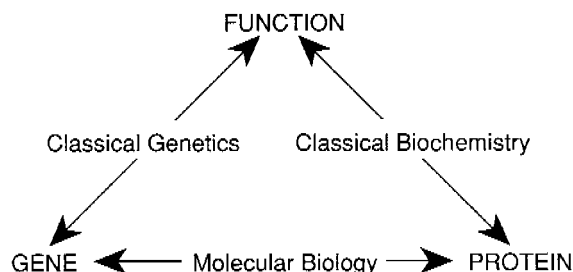 FUNCTION
Classical Genetics
Classical Biochemistry
GENE
Molecular Biology
PROTEIN